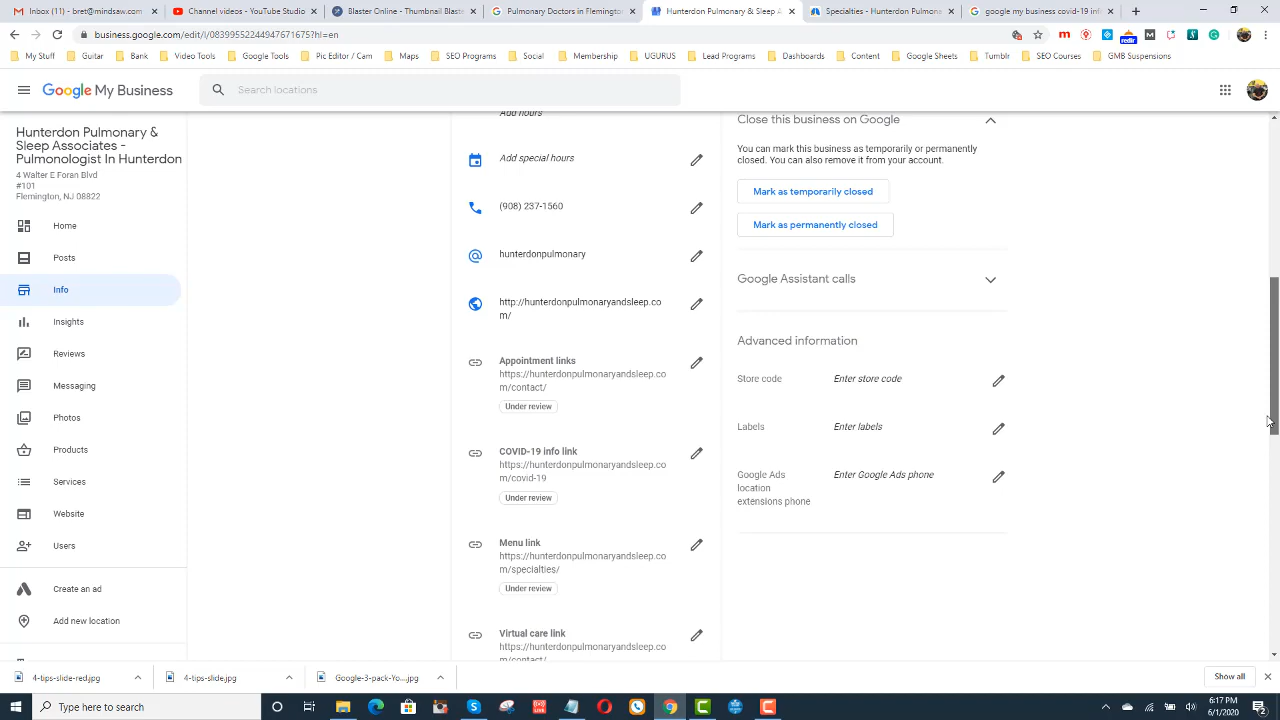 Inbox (11) - bret@mindsaw.com
Channel videos - YouTube Studio
Blaster Online - Thumbnail Blaste
Pulmonary Doctors in Flemington
Hunterdon Pulmonary & Sleep A
Specialties - Pulmonary
google my business covid-19 inf
business.google.com/edit/l/08399552244947671675?hl=en
My Stuff
Guitar
Bank
Video Tools
Google Tools
Pic Editor / Cam
Maps
SEO Programs
Social
Membership
UGURUS
Lead Programs
Dashboards
Content
Google Sheets
Tumblr
SEO Courses
GMB Suspensions
Google My Business
Search locations
Hunterdon Pulmonary &
Sleep Associates -
Pulmonologist In Hunterdon
4 Walter E Foran Blvd
#101
Flemington, NJ 08822
Home
Posts
Info
Insights
Reviews
Messaging
Photos
Products
Services
Website
Users
Create an ad
Add new location
Add hours
Add special hours
(908) 237-1560
hunterdonpulmonary
http://hunterdonpulmonaryandsleep.co
m/
Appointment links
https://hunterdonpulmonaryandsleep.co
m/contact/
Under review
COVID-19 info link
https://hunterdonpulmonaryandsleep.co
m/covid-19
Under review
Menu link
https://hunterdonpulmonaryandsleep.co
m/specialties/
Under review
Virtual care link
https://hunterdonpulmonaryandsleep.co
m/contact/
Close this business on Google
You can mark this business as temporarily or permanently
closed. You can also remove it from your account.
Mark as temporarily closed
Mark as permanently closed
Google Assistant calls
Advanced information
Store code
Enter store code
Labels
Enter labels
Google Ads
location
extensions phone
Enter Google Ads phone
4-tips-slide-red.jpg
4-tips-slide.jpg
Google-3-pack-Yo....jpg
Show all
Type here to search
6:17 PM
6/1/2020